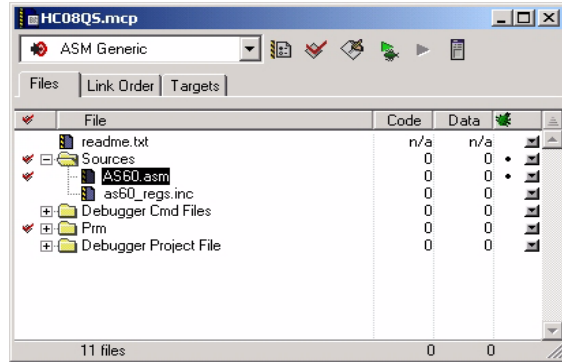 HC08QS.mcp
ASM Generic
Files Link Order Targets
File Code Data
readme.txt n/a n/a
Sources 0 0
AS60.asm 0 0
as60_regs.inc 0 0
Debugger Cmd Files 0 0
Prm 0 0
Debugger Project File 0 0
11 files 0 0